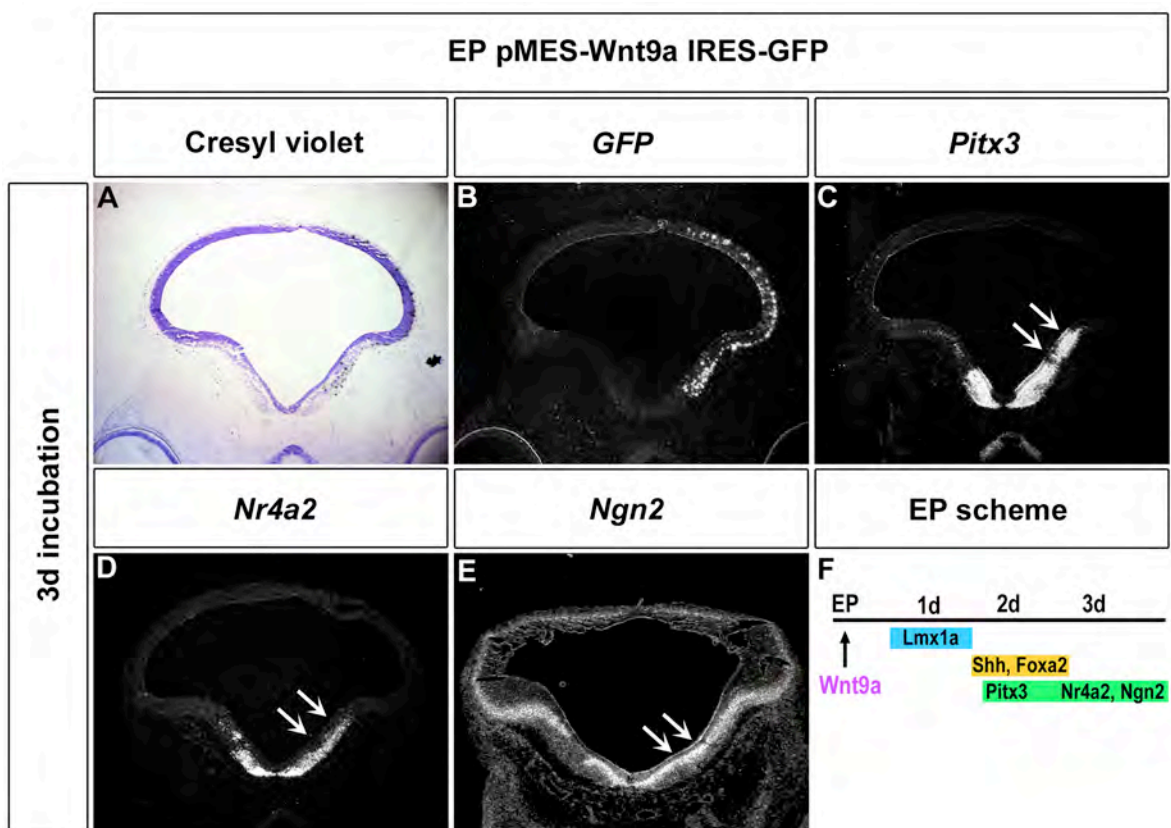 EP pMES-Wnt9a IRES-GFP
Cresyl violet
GFP
Pitx3
3d incubation
A
B
C
Nr4a2
Ngn2
EP scheme
D
E
F
EP
1d
2d
3d
Lmx1a
Shh, Foxa2
Wnt9a
Pitx3
Nr4a2, Ngn2